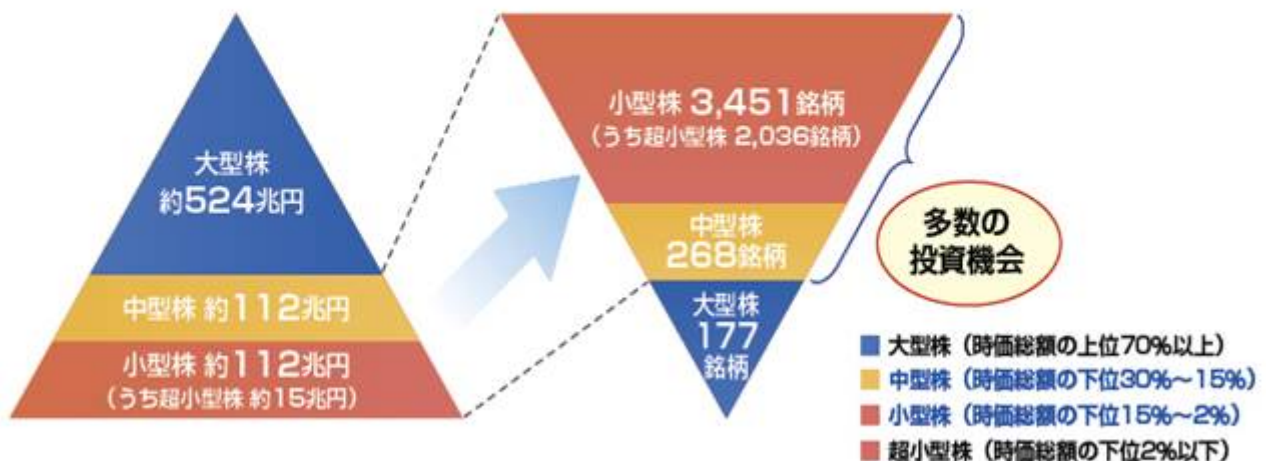 大型株
約524兆円
中型株 約112兆円
小型株 約112兆円
(うち超小型株 約15兆円)
小型株 3,451銘柄
(うち超小型株 2,036銘柄)
中型株
268銘柄
大型株
177
銘柄
多数の
投資機会
大型株(時価総額の上位70%以上)
中型株(時価総額の下位30%～15%)
小型株(時価総額の下位15%～2%)
超小型株(時価総額の下位2%以下)